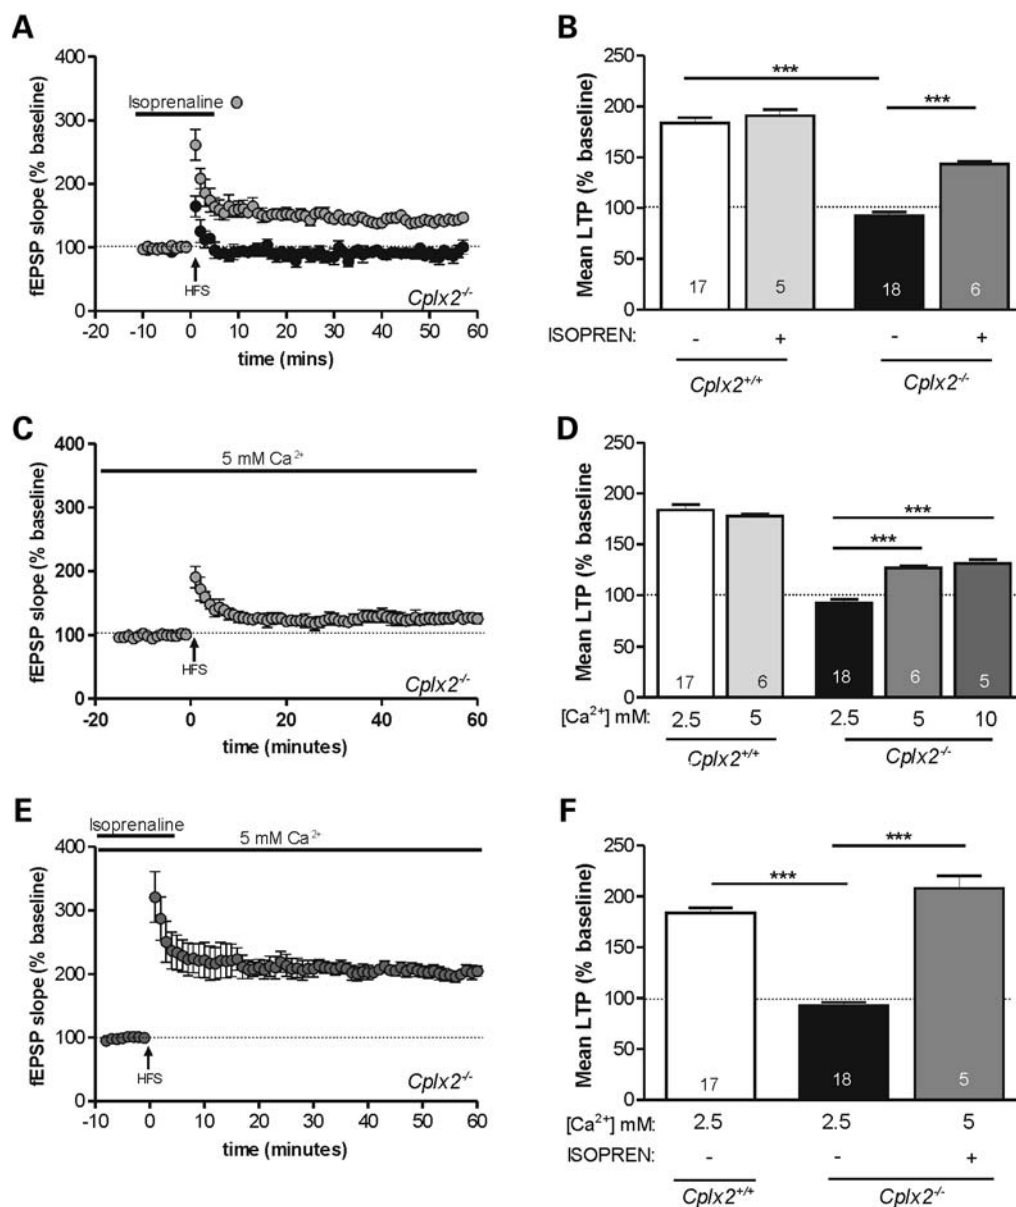 A
fEPSP slope (% baseline)
400
300
200
100
0
Isoprenaline
HFS
Cplx2-/-
-20 -10 0 10 20 30 40 50 60
time (mins)
B
Mean LTP (% baseline)
250
200
150
100
50
0
***
***
17 5 18 6
ISOPREN: - + - +
Cplx2+/+ Cplx2-/-
C
fEPSP slope (% baseline)
400
300
200
100
0
5 mM Ca2+
HFS
Cplx2-/-
-20 0 20 40 60
time (minutes)
D
Mean LTP (% baseline
250
200
150
100
50
0
***
***
17 6 18 6 5
[Ca2+] mM: 2.5 5 2.5 5 10
Cplx2+/+ Cplx2-/-
E
fEPSP slope (% baseline)
400
300
200
100
0
Isoprenaline
5 mM Ca2+
HFS
Cplx2-/-
-10 0 10 20 30 40 50 60
time (minutes)
F
Mean LTP (% baseline)
250
200
150
100
50
0
***
***
17 18 5
[Ca2+] mM: 2.5 2.5 5
ISOPREN: - - +
Cplx2+/+ Cplx2-/-